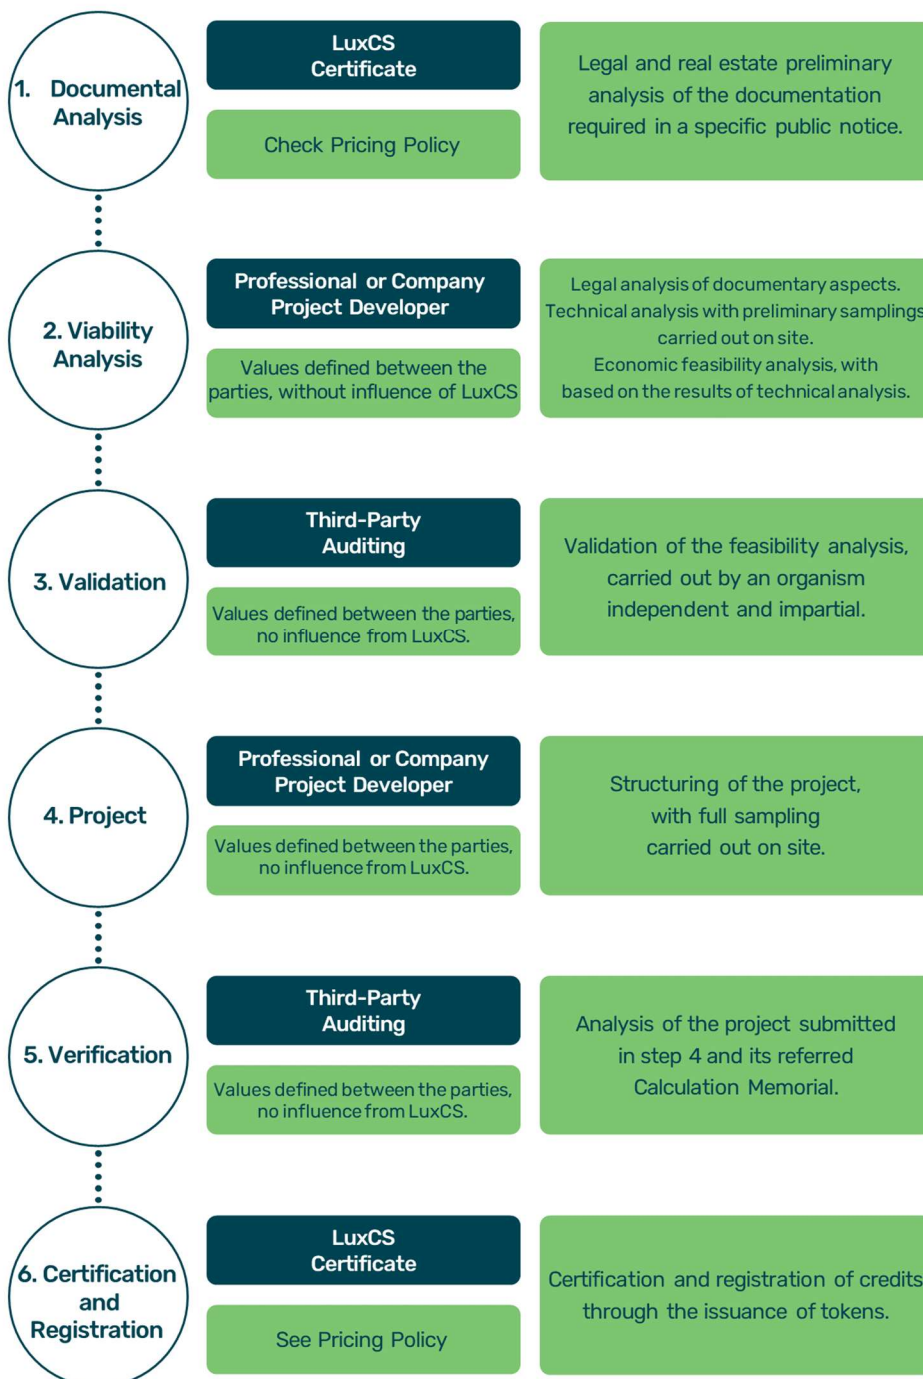 1. Documental
Analysis
LuxCS
Certificate
Check Pricing Policy
Legal and real estate preliminary
analysis of the documentation
required in a specific public notice.
2. Viability
Analysis
Professional or Company
Project Developer
Values defined between the
parties, without influence of LuxCS
Legal analysis of documentary aspects.
Technical analysis with preliminary samplings
carried out on site.
Economic feasibility analysis, with
based on the results of technical analysis.
3. Validation
Third-Party
Auditing
Values defined between the parties,
no influence from LuxCS.
Validation of the feasibility analysis,
carried out by an organism
independent and impartial.
4. Project
Professional or Company
Project Developer
Values defined between the parties,
no influence from LuxCS.
Structuring of the project,
with full sampling
carried out on site.
5. Verification
Third-Party
Auditing
Values defined between the parties,
no influence from LuxCS.
Analysis of the project submitted
in step 4 and its referred
Calculation Memorial.
6. Certification
and
Registration
LuxCS
Certificate
See Pricing Policy
Certification and registration of credits
through the issuance of tokens.